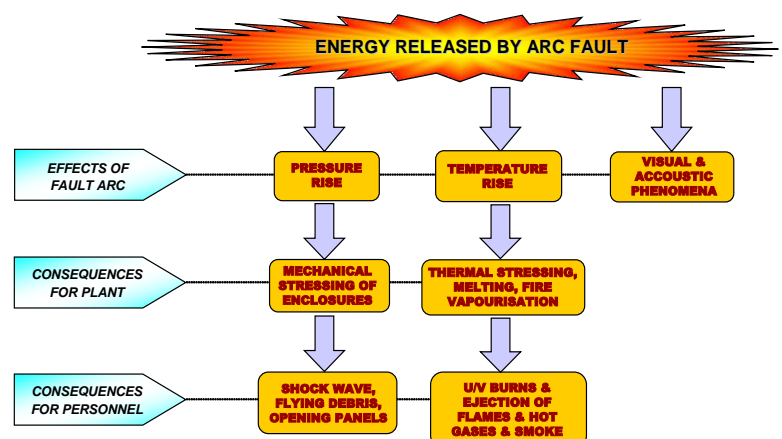 ENERGY RELEASED BY ARC FAULT
EFFECTS OF
FAULT ARC
PRESSURE
RISE
TEMPERATURE
RISE
VISUAL &
ACCOUSTIC
PHENOMENA
CONSEQUENCES
FOR PLANT
MECHANICAL
STRESSING OF
ENCLOSURES
THERMAL STRESSING,
MELTING, FIRE
VAPOURISATION
CONSEQUENCES
FOR PERSONNEL
SHOCK WAVE,
FLYING DEBRIS,
OPENING PANELS
U/V BURNS &
EJECTION OF
FLAMES & HOT
GASES & SMOKE